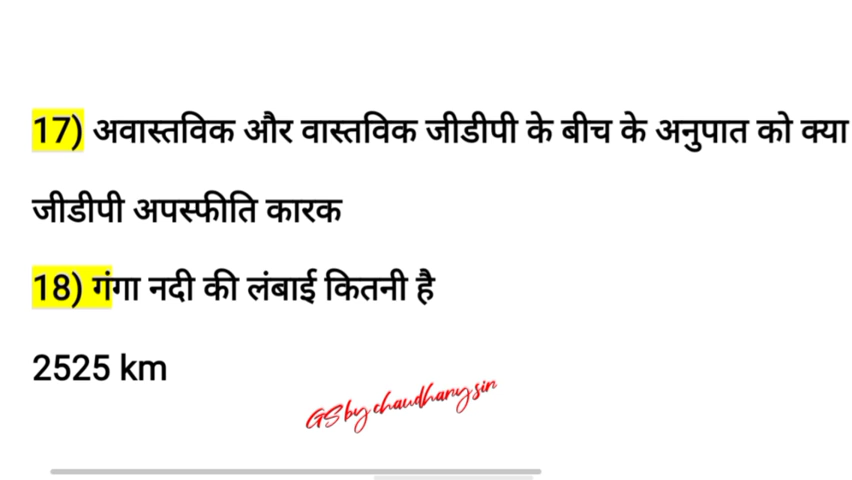 17) अवास्तविक और वास्तविक जीडीपी के बीच के अनुपात को क्या
जीडीपी अपस्फीति कारक
18) गंगा नदी की लंबाई कितनी है
2525 km
GS by chaudhary sir